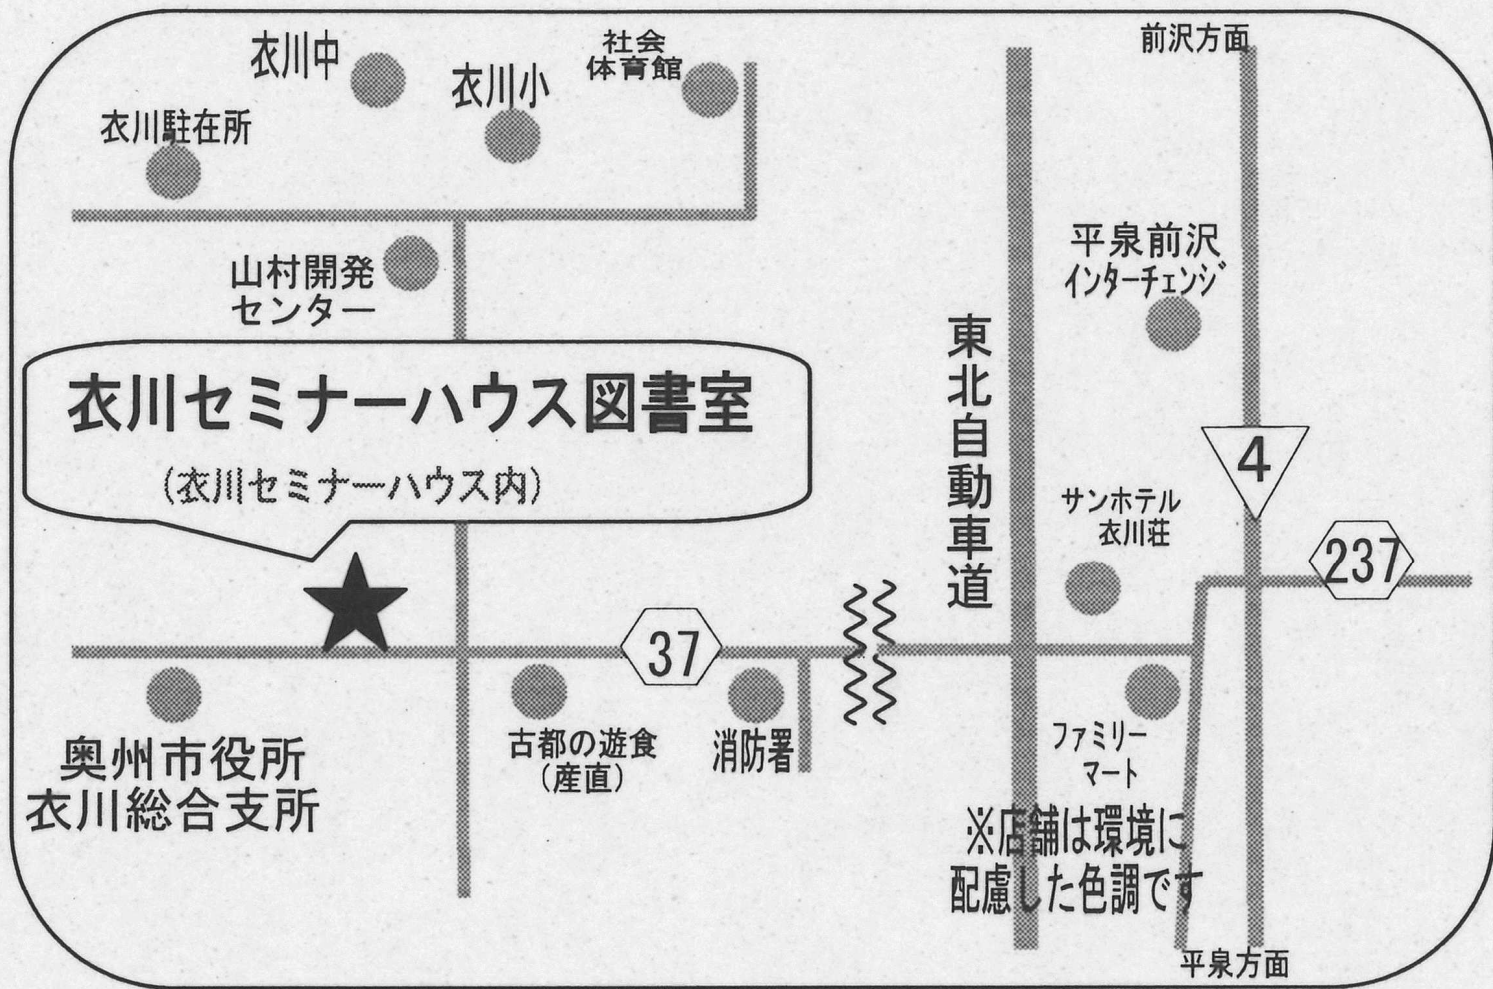 衣川中
衣川小
社会
体育館
前沢方面
衣川駐在所
山村開発
センター
平泉前沢
インターチェンジ
東北自動車道
衣川セミナーハウス図書室
(衣川セミナーハウス内)
4
サンホテル
衣川荘
237
37
奥州市役所
衣川総合支所
古都の遊食
(産直)
消防署
ファミリー
マート
※店舗は環境に
配慮した色調です
平泉方面